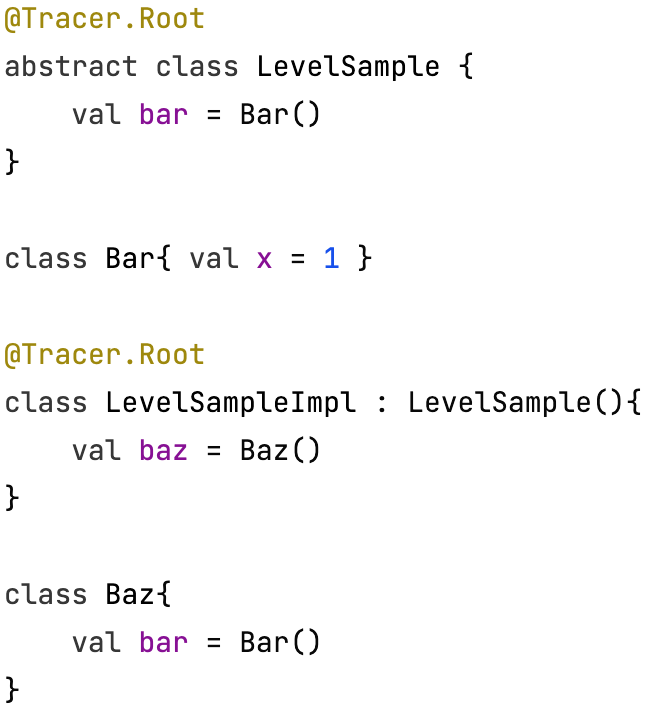 @Tracer.Root
abstract class LevelSample {
    val bar = Bar()
}
class Bar{ val x = 1 }
@Tracer.Root
class LevelSampleImpl : LevelSample(){
    val baz = Baz()
}
class Baz{
    val bar = Bar()
}